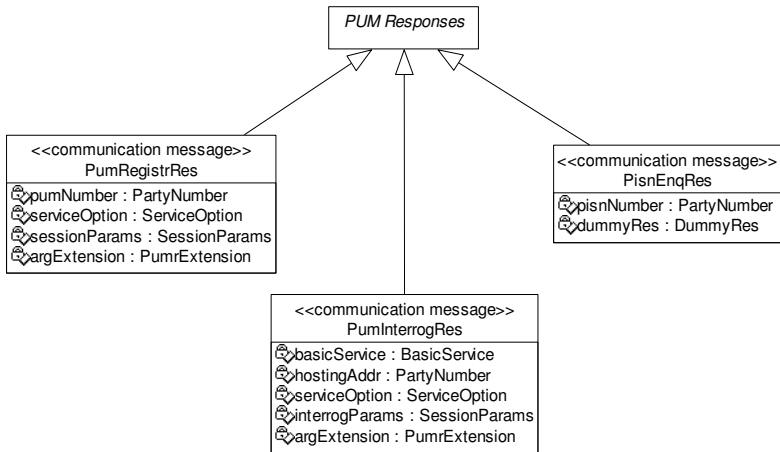 PUM Responses
<<communication message>>
PumRegistrRes
pumNumber : PartyNumber
serviceOption : ServiceOption
sessionParams : SessionParams
argExtension : PumrExtension
<<communication message>>
PisnEnqRes
pisnNumber : PartyNumber
dummyRes : DummyRes
<<communication message>>
PumInterrogRes
basicService : BasicService
hostingAddr : PartyNumber
serviceOption : ServiceOption
interrogParams : SessionParams
argExtension : PumrExtension